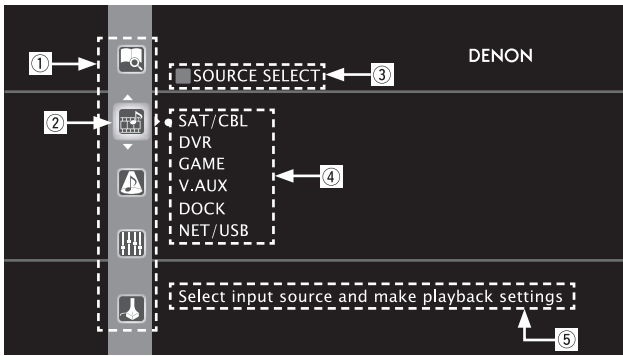 ①
DENON
③
SOURCE SELECT
②
SAT/CBL
DVR
GAME
V.AUX
④
DOCK
NET/USB
Select input source and make playback settings
⑤